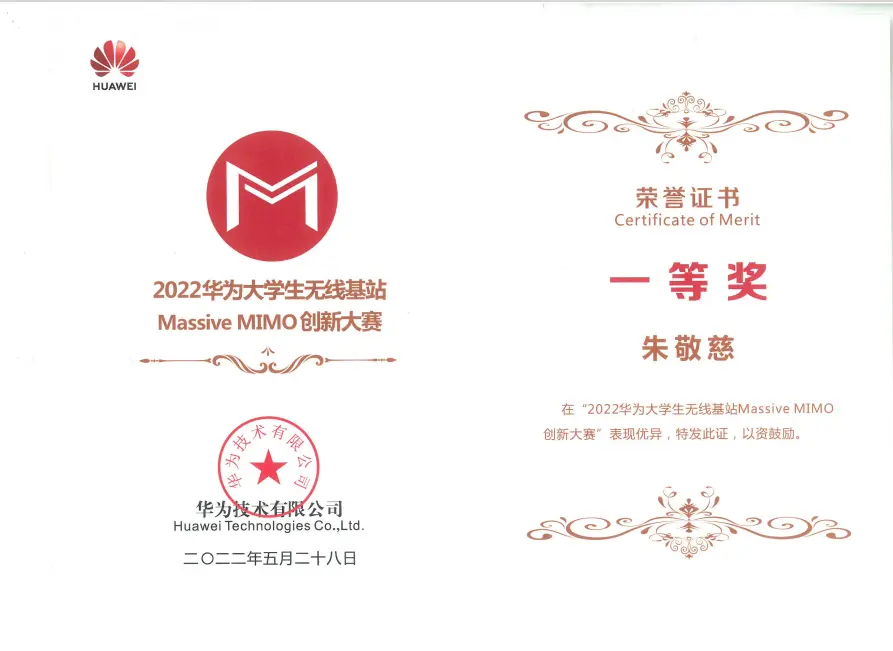 HUAWEI
2022华为大学生无线基站
Massive MIMO 创新大赛
华为技术有限公司
华为技术有限公司
Huawei Technologies Co.,Ltd.
二〇二二年五月二十八日
荣誉证书
Certificate of Merit
一等奖
朱敬慈
在“2022华为大学生无线基站Massive MIMO
创新大赛”表现优异，特发此证，以资鼓励。